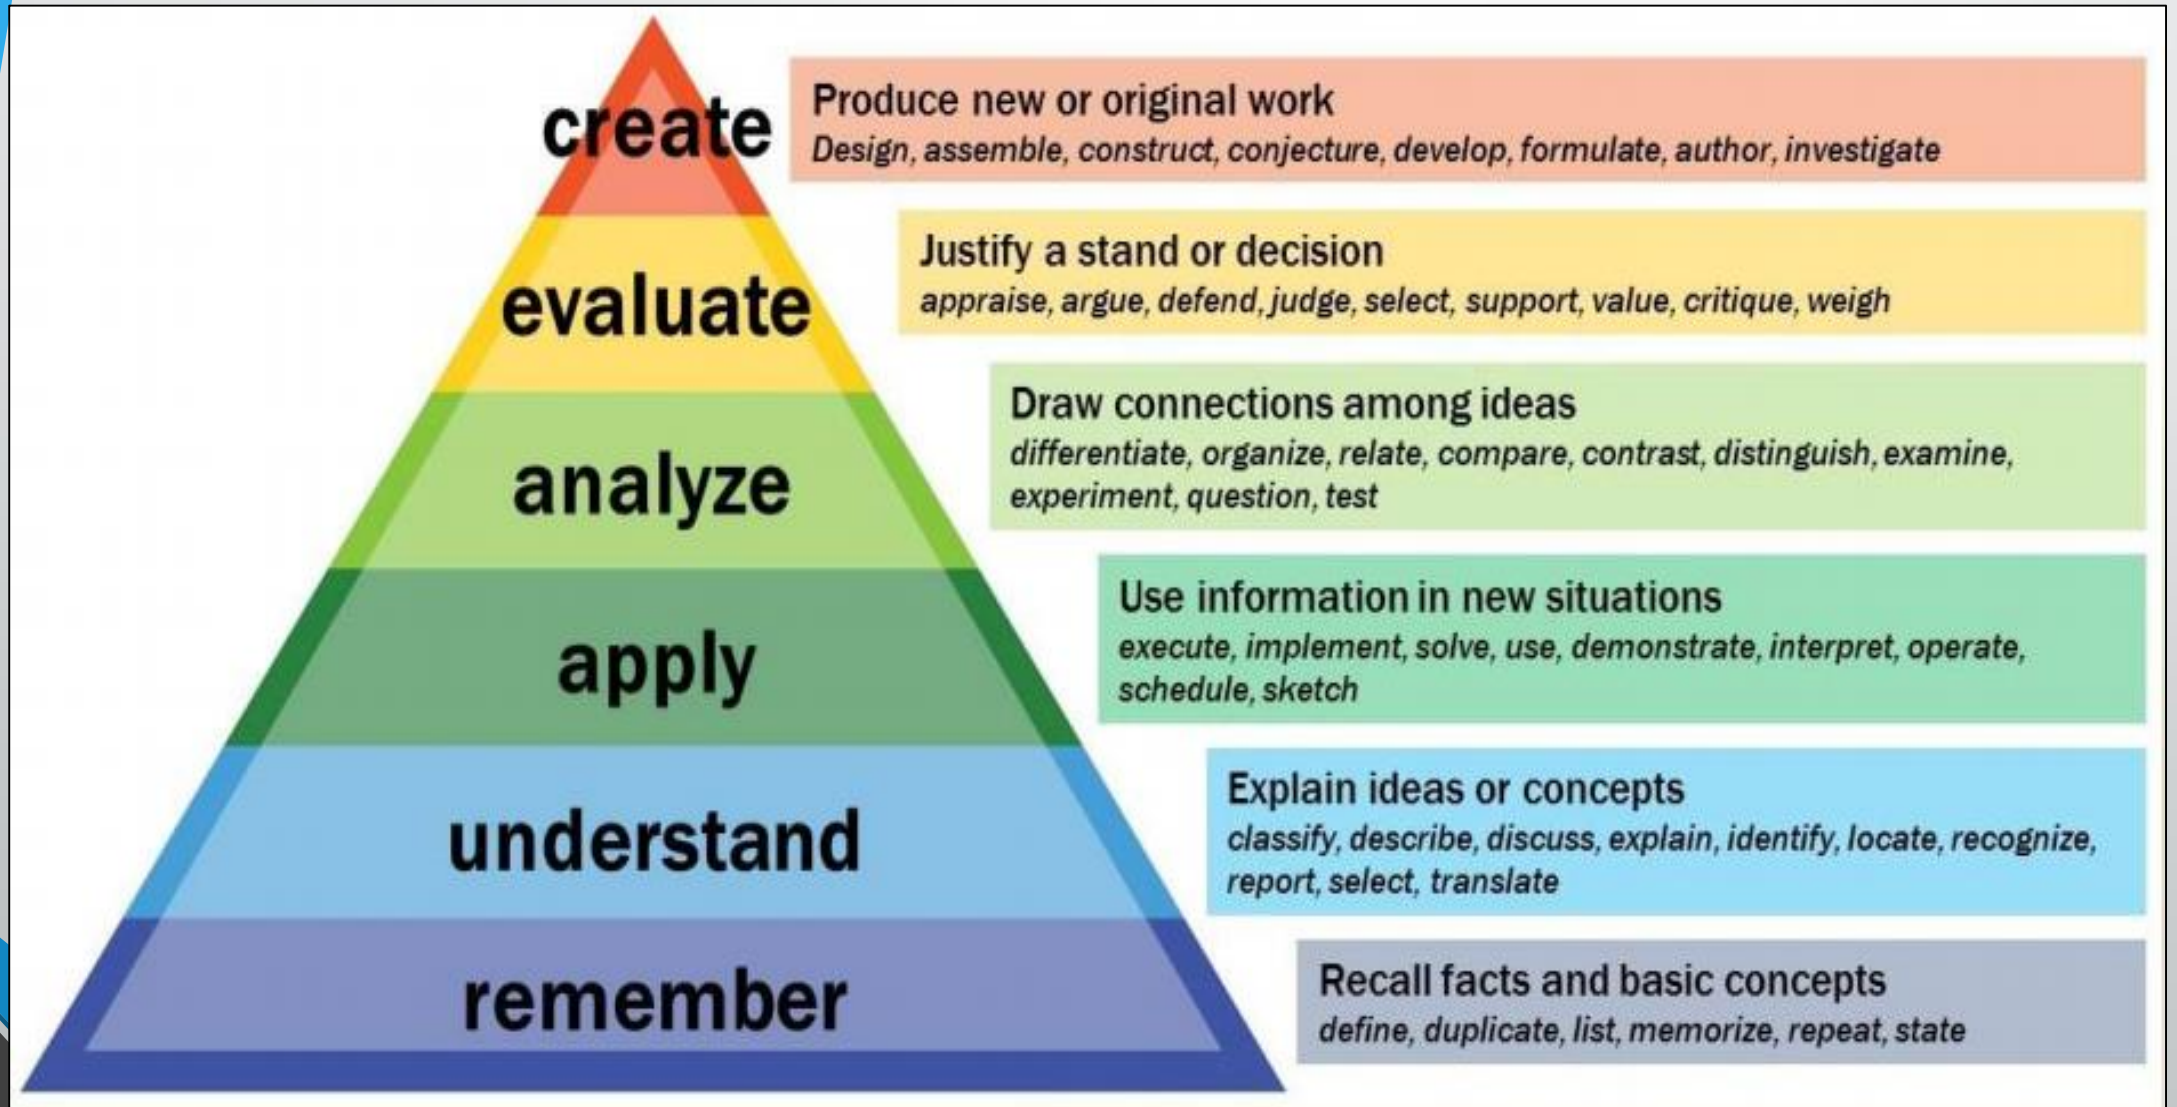 create
Produce new or original work
Design, assemble, construct, conjecture, develop, formulate, author, investigate
evaluate
Justify a stand or decision
appraise, argue, defend, judge, select, support, value, critique, weigh
analyze
Draw connections among ideas
differentiate, organize, relate, compare, contrast, distinguish, examine,
experiment, question, test
apply
Use information in new situations
execute, implement, solve, use, demonstrate, interpret, operate,
schedule, sketch
understand
Explain ideas or concepts
classify, describe, discuss, explain, identify, locate, recognize,
report, select, translate
remember
Recall facts and basic concepts
define, duplicate, list, memorize, repeat, state